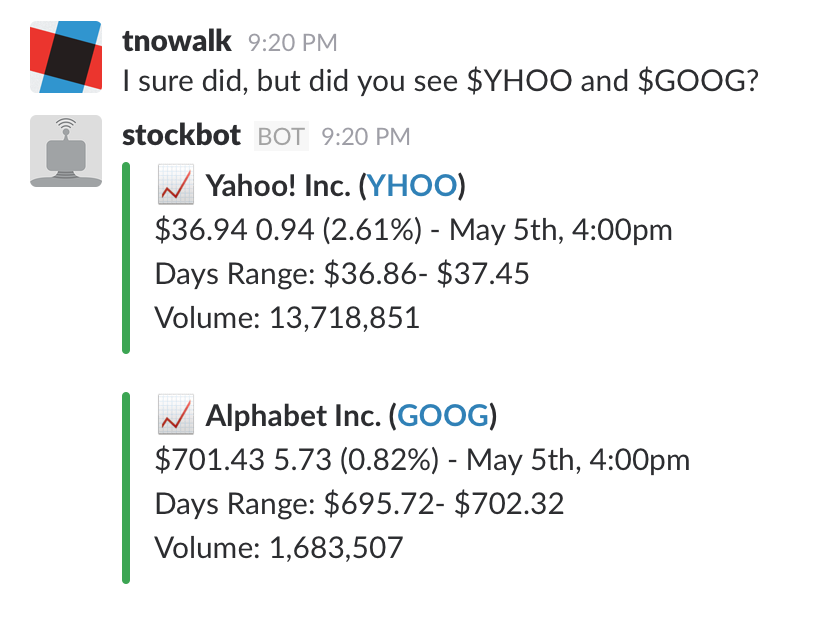 tnowalk 9:20 PM
I sure did, but did you see $YHOO and $GOOG?
stockbot BOT 9:20 PM
Yahoo! Inc. (YHOO)
$36.94 0.94 (2.61%) - May 5th, 4:00pm
Days Range: $36.86- $37.45
Volume: 13,718,851
Alphabet Inc. (GOOG)
$701.43 5.73 (0.82%) - May 5th, 4:00pm
Days Range: $695.72- $702.32
Volume: 1,683,507